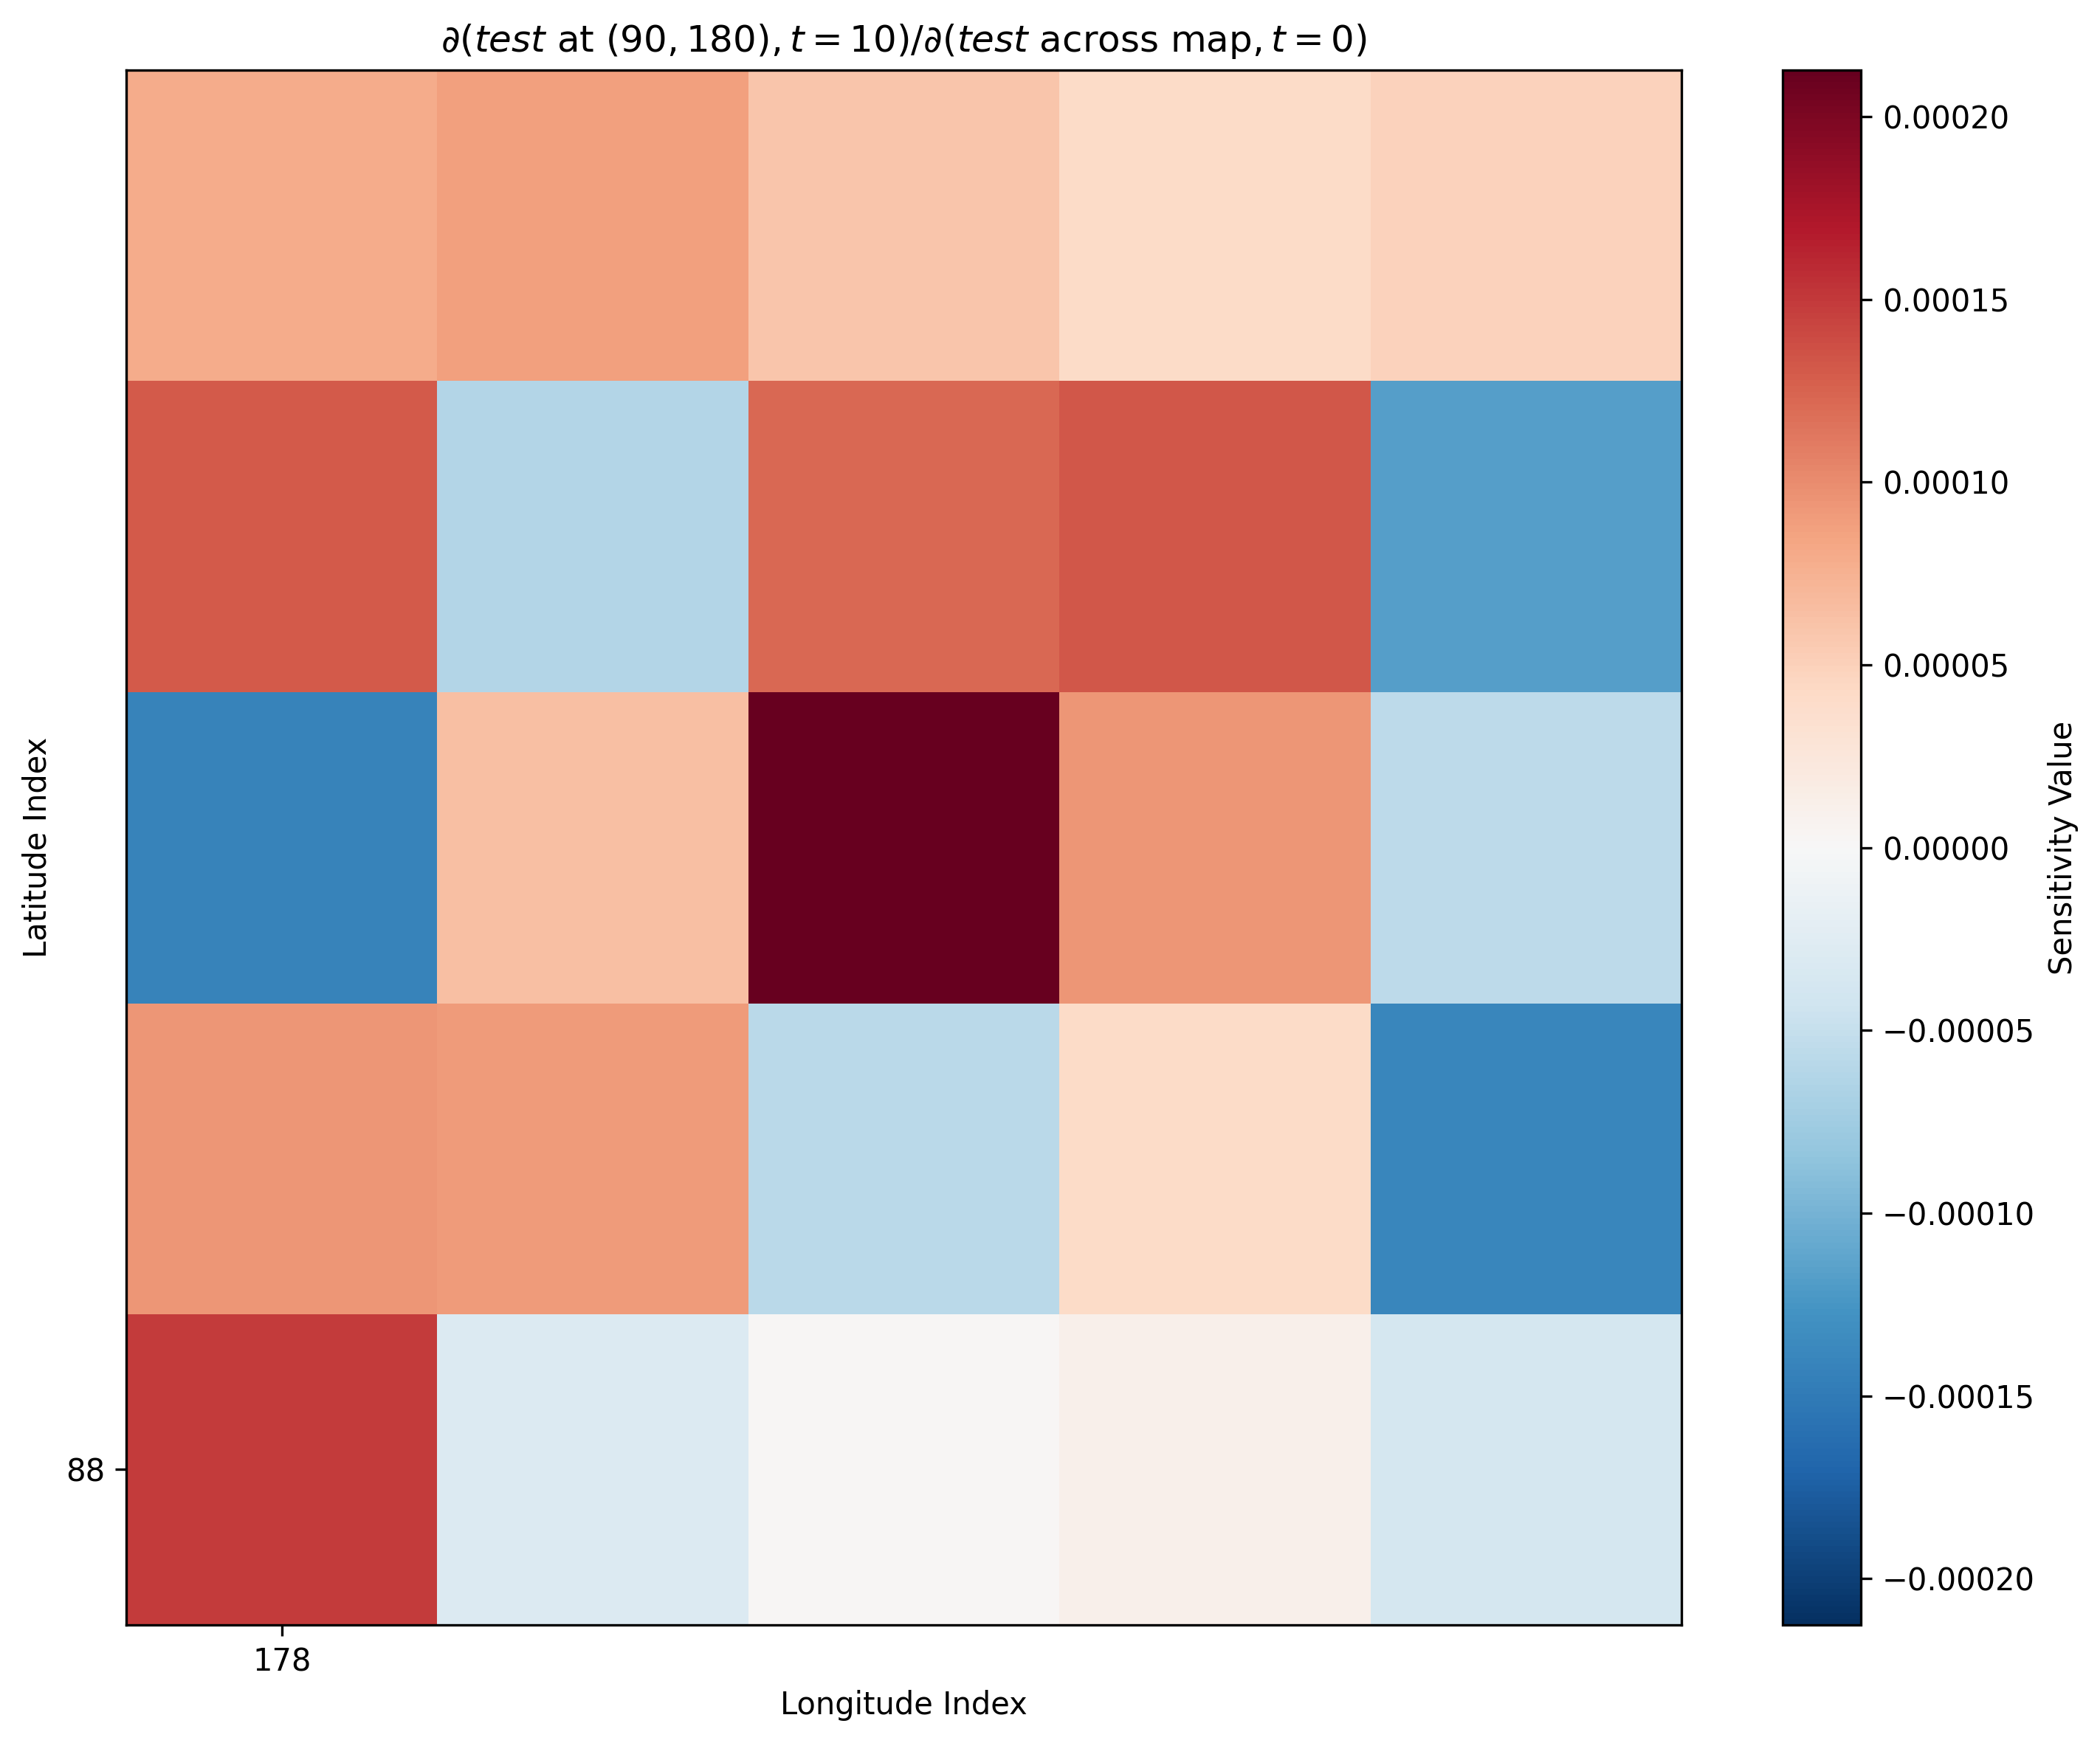 ∂(test at (90, 180), t = 10)/∂(test across map, t = 0)
Latitude Index
88
178
Longitude Index
0.00020
0.00015
0.00010
0.00005
0.00000
−0.00005
−0.00010
−0.00015
−0.00020
Sensitivity Value